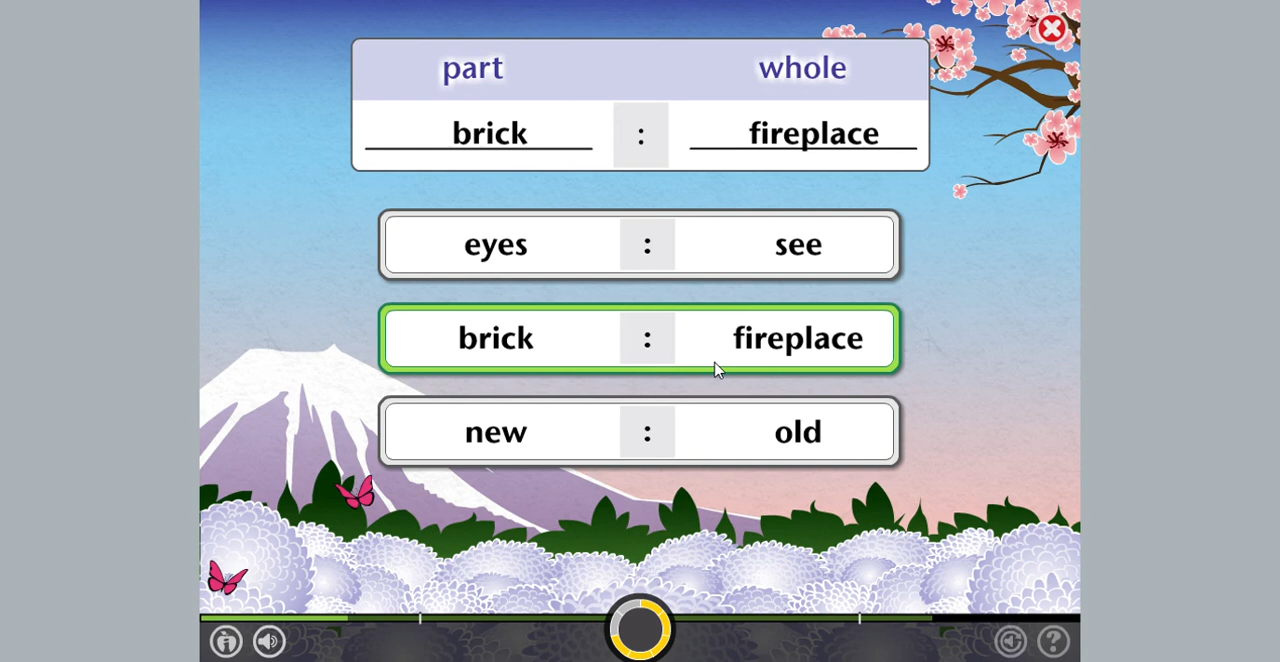 part whole
brick : fireplace
eyes : see
brick : fireplace
new : old
i ?